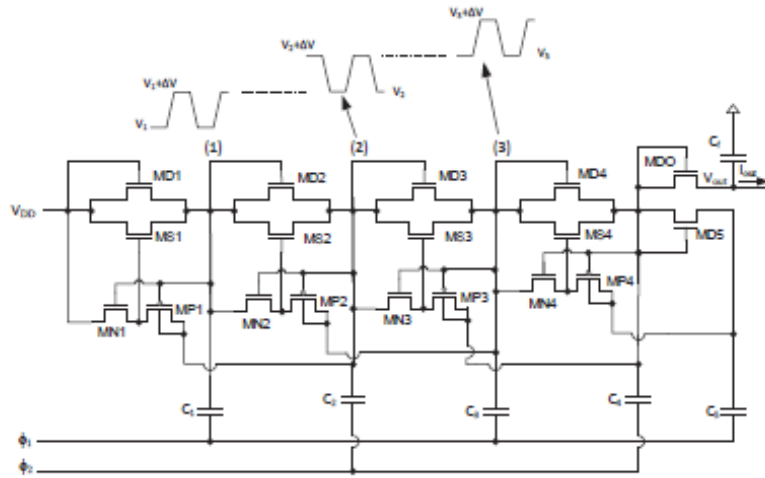 V₃+ΔV
V₂+ΔV
V₃
V₁+ΔV
V₂
V₁
(1)
(2)
(3)
Cf
MD1
MD2
MD3
MD4
MDO
Vout
Iout
VDD
MS1
MS2
MS3
MS4
MD5
MP1
MP2
MP3
MP4
MN1
MN2
MN3
MN4
C₁
C₂
C₃
C₄
C₅
ϕ₁
ϕ₂